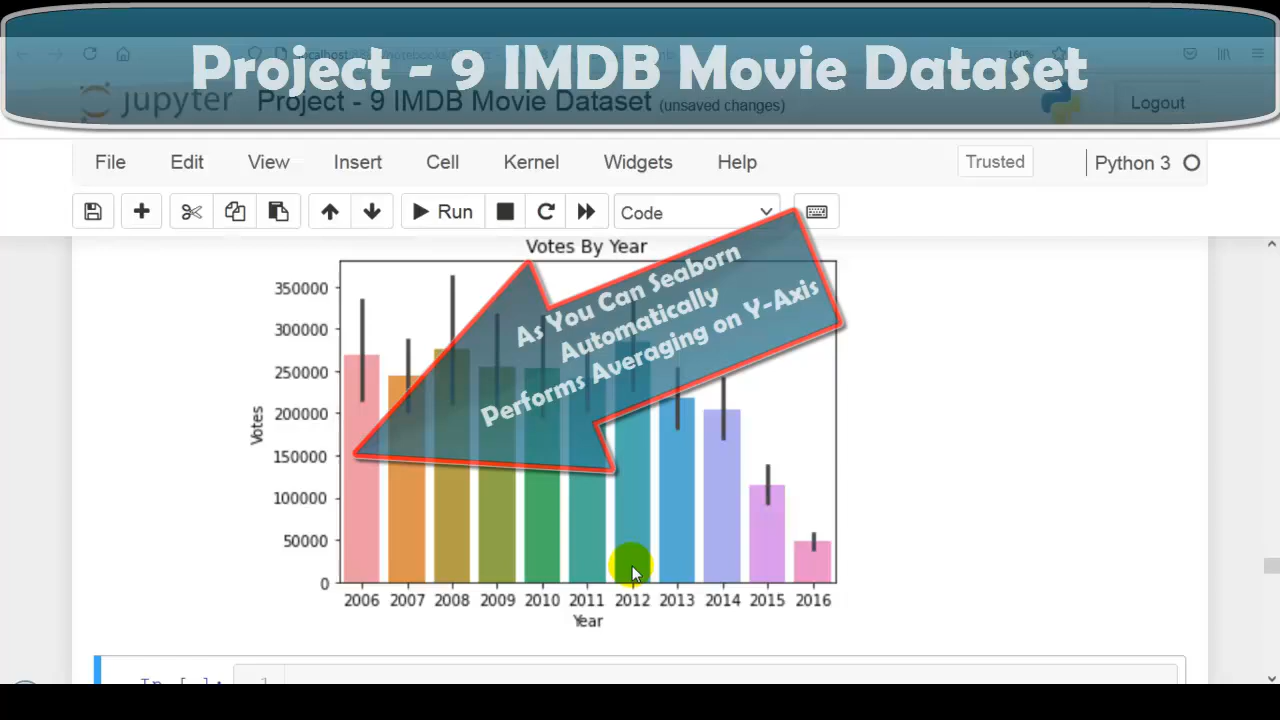 Project - 9 IMDB Movie Dataset
jupyter Project - 9 IMDB Movie Dataset (unsaved changes)
Logout
File Edit View Insert Cell Kernel Widgets Help
Trusted
Python 3
Run
Code
Votes By Year
As You Can Seaborn
Automatically
Performs Averaging on Y-Axis
350000
300000
250000
200000
150000
100000
50000
0
Votes
2006 2007 2008 2009 2010 2011 2012 2013 2014 2015 2016
Year
In [ ]: 1